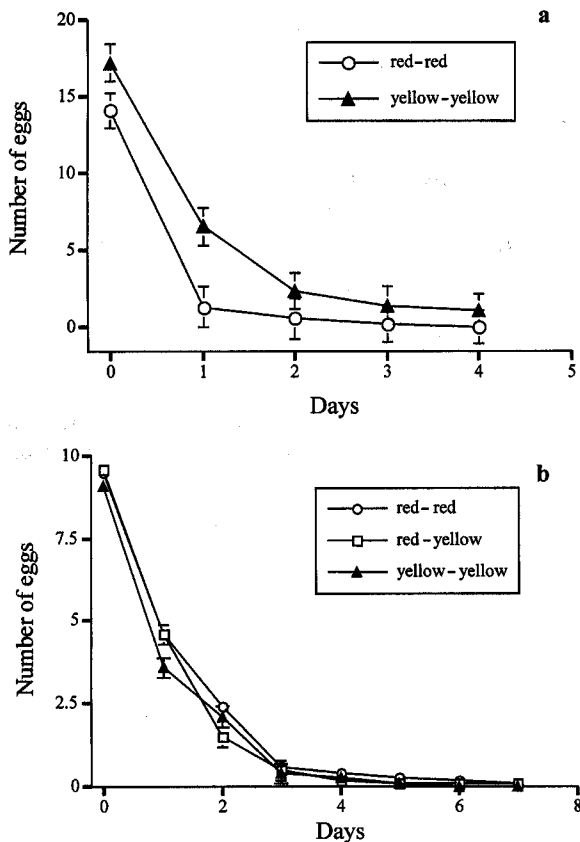 a
20
15
10
5
0
Number of eggs
red-red
yellow-yellow
0 1 2 3 4 5
Days
b
10
7.5
5
2.5
0
Number of eggs
red-red
red-yellow
yellow-yellow
0 2 4 6 8
Days